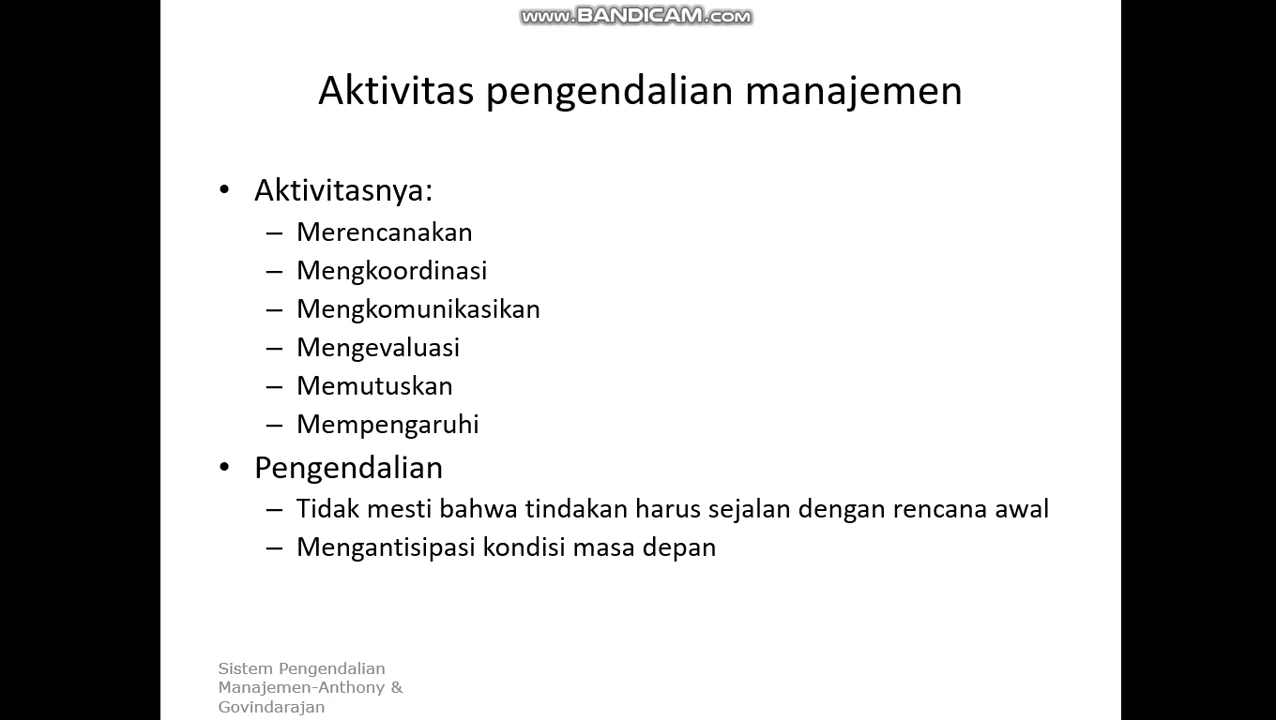 www.BANDICAM.com
Aktivitas pengendalian manajemen
• Aktivitasnya:
– Merencanakan
– Mengkoordinasi
– Mengkomunikasikan
– Mengevaluasi
– Memutuskan
– Mempengaruhi
• Pengendalian
– Tidak mesti bahwa tindakan harus sejalan dengan rencana awal
– Mengantisipasi kondisi masa depan
Sistem Pengendalian
Manajemen-Anthony &
Govindarajan